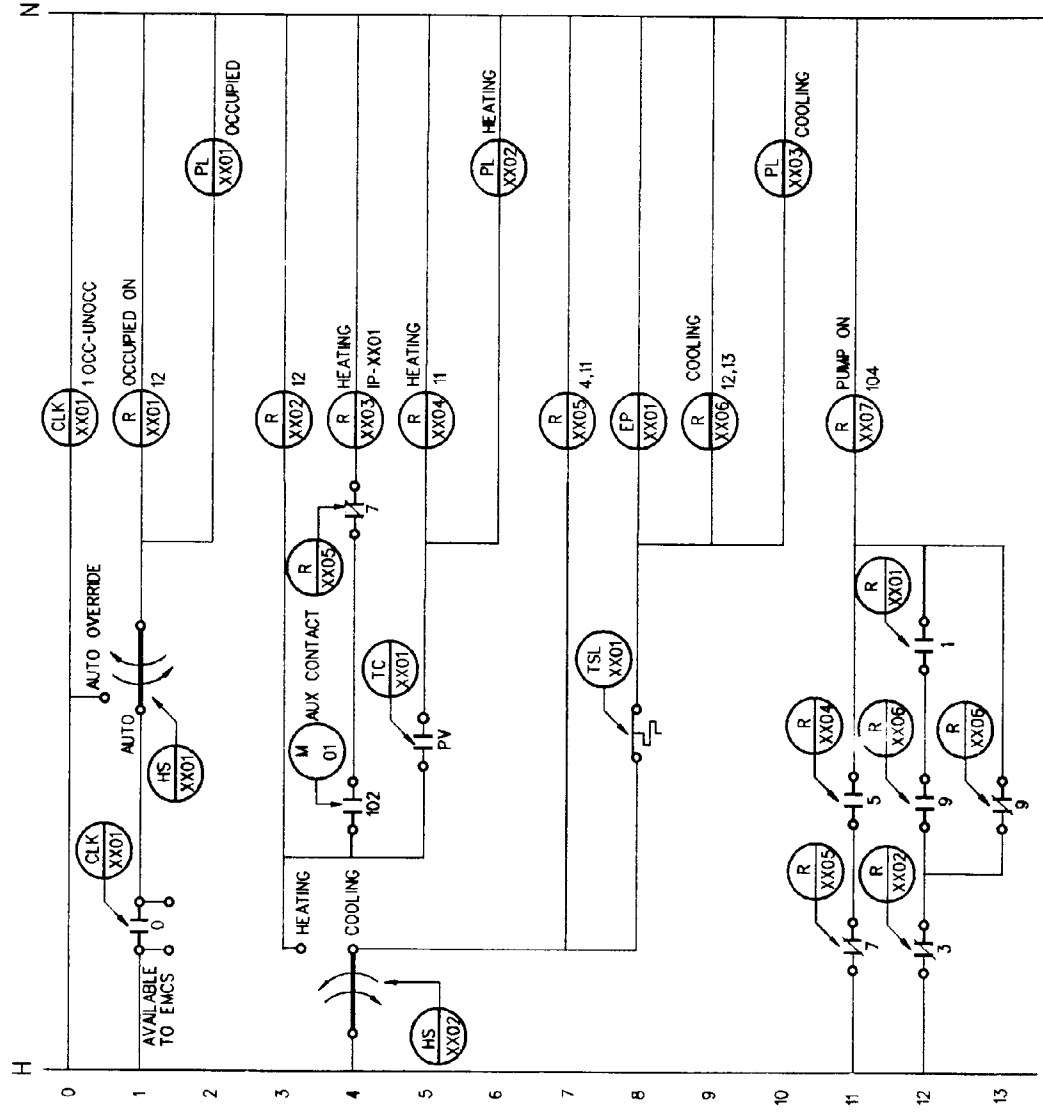 H
N
0
CLK
XX01
1 OCC-UNOCC
AUTO OVERRIDE
CLK
XX01
AUTO
1
0
R
XX01
OCCUPIED ON
12
AVAILABLE
TO EMCS
HS
XX01
2
PL
XX01
OCCUPIED
3
HEATING
R
XX02
12
M
01
AUX CONTACT
R
XX05
4
COOLING
102
7
R
XX03
HEATING
IP-XX01
HS
XX02
TC
XX01
5
PV
R
XX04
HEATING
11
6
PL
XX02
HEATING
7
R
XX05
4,11
TSL
XX01
8
EP
XX01
9
R
XX06
COOLING
12,13
10
PL
XX03
COOLING
R
XX05
R
XX04
11
7
5
R
XX07
PUMP ON
104
R
XX02
R
XX06
R
XX01
12
3
9
1
R
XX06
13
9